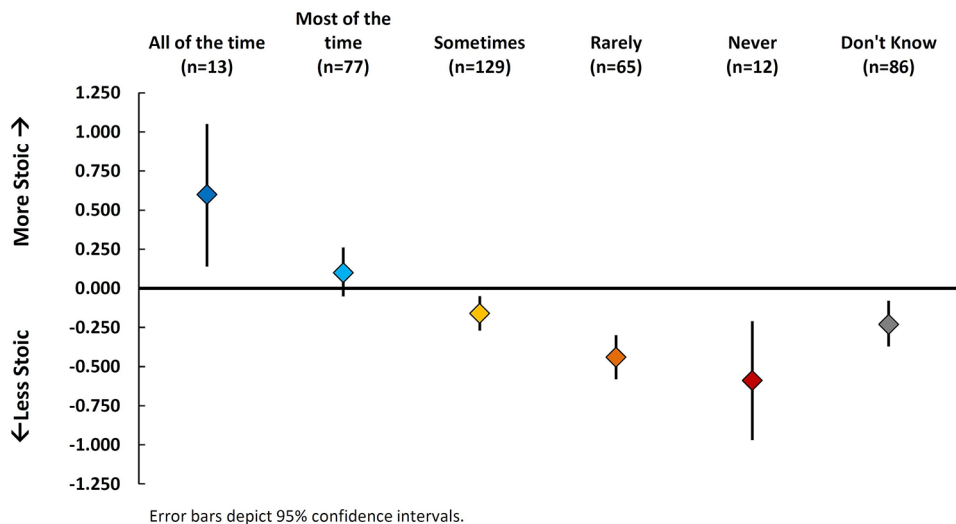 Most of the
All of the time time Sometimes Rarely Never Don't Know
(n=13) (n=77) (n=129) (n=65) (n=12) (n=86)
1.250
1.000
0.750
0.500
0.250
0.000
-0.250
-0.500
-0.750
-1.000
-1.250
More Stoic →
←Less Stoic
Error bars depict 95% confidence intervals.